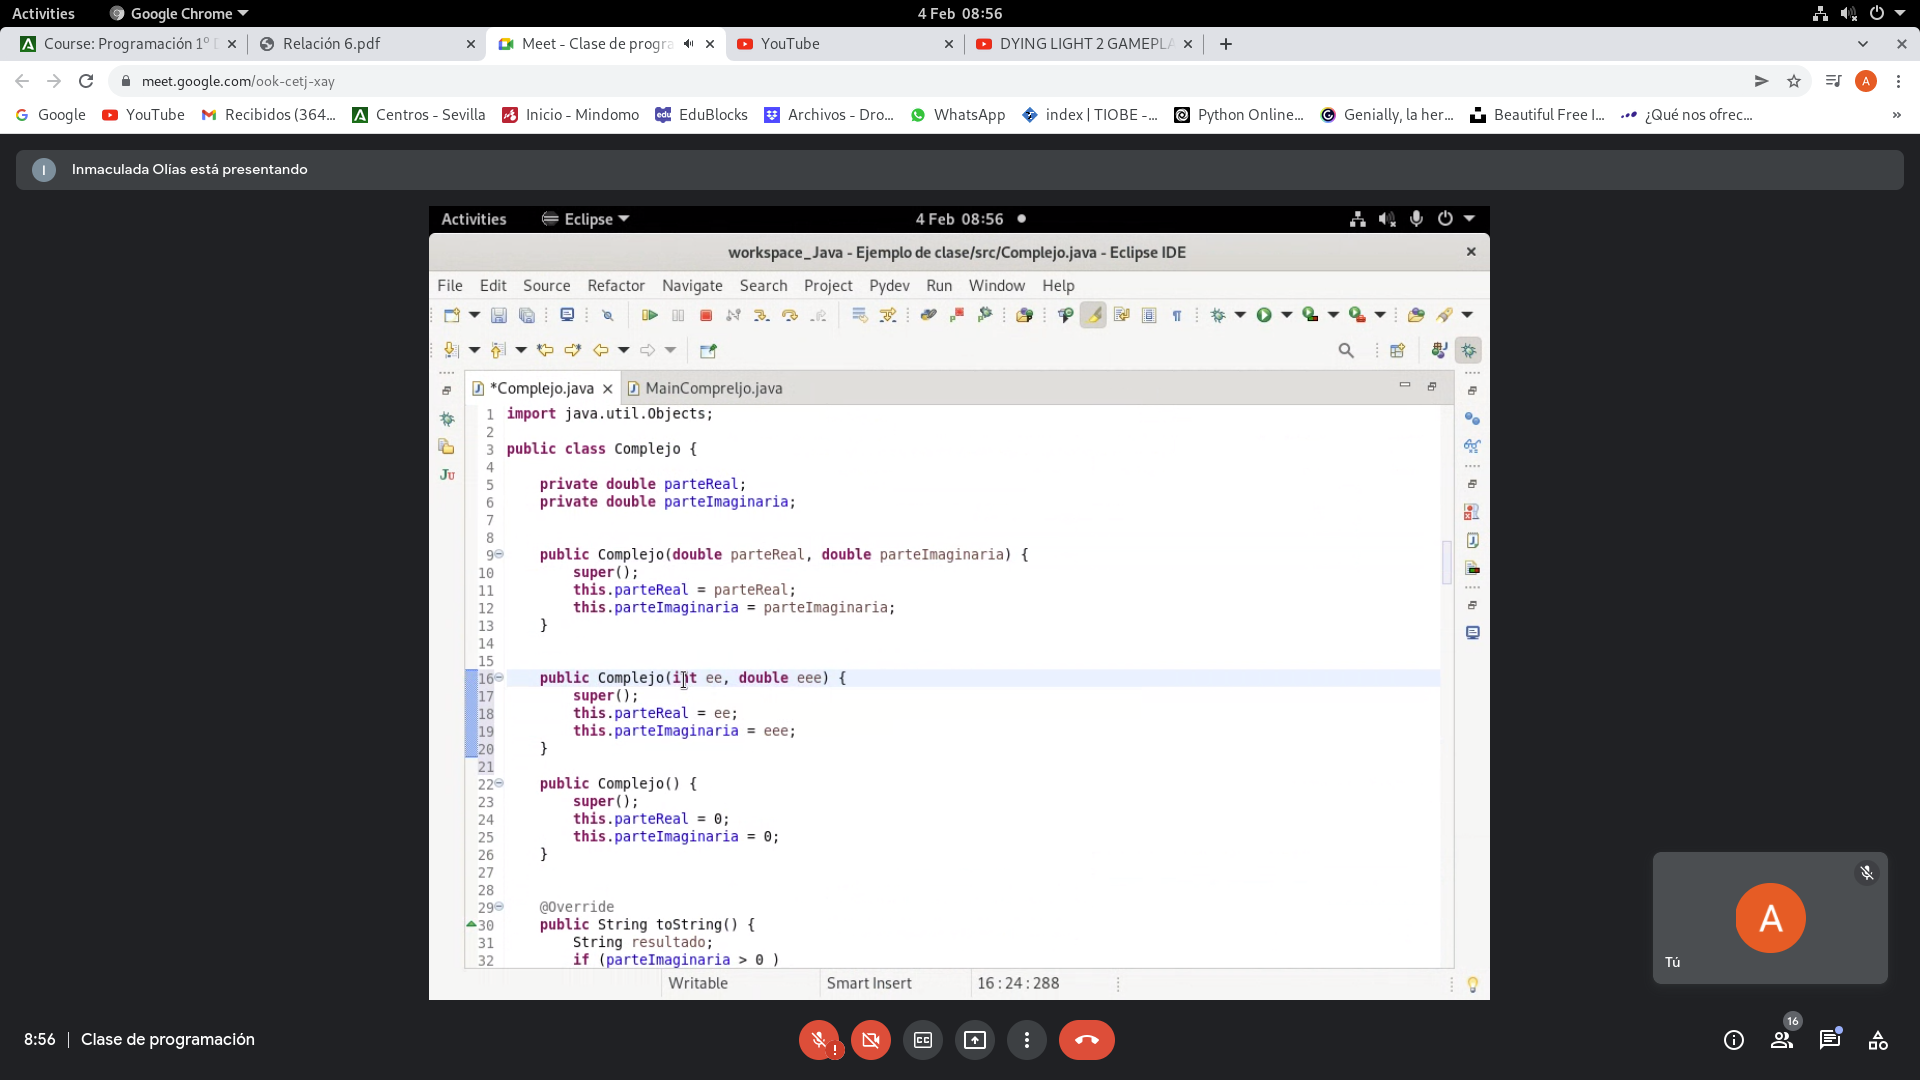 Activities Google Chrome 4 Feb 08:56
Course: Programación 1º Relación 6.pdf Meet - Clase de progra YouTube DYING LIGHT 2 GAMEPLA
meet.google.com/ook-cetj-xay A
Google YouTube Recibidos (364... Centros - Sevilla Inicio - Mindomo EduBlocks Archivos - Dro... WhatsApp index | TIOBE -... Python Online... Genially, la her... Beautiful Free I... ¿Qué nos ofrec... »
I Inmaculada Olías está presentando
Activities Eclipse 4 Feb 08:56
workspace_Java - Ejemplo de clase/src/Complejo.java - Eclipse IDE
File Edit Source Refactor Navigate Search Project Pydev Run Window Help
*Complejo.java MainCompreljo.java
1 import java.util.Objects;
2
3 public class Complejo {
4
5 private double parteReal;
6 private double parteImaginaria;
7
8
9 public Complejo(double parteReal, double parteImaginaria) {
10 super();
11 this.parteReal = parteReal;
12 this.parteImaginaria = parteImaginaria;
13 }
14
15
16 public Complejo(int ee, double eee) {
17 super();
18 this.parteReal = ee;
19 this.parteImaginaria = eee;
20 }
21
22 public Complejo() {
23 super();
24 this.parteReal = 0;
25 this.parteImaginaria = 0;
26 }
27
28
29 @Override
30 public String toString() {
31 String resultado;
32 if (parteImaginaria > 0 )
Ju
Writable Smart Insert 16 : 24 : 288
A
Tú
8:56 | Clase de programación
CC
16